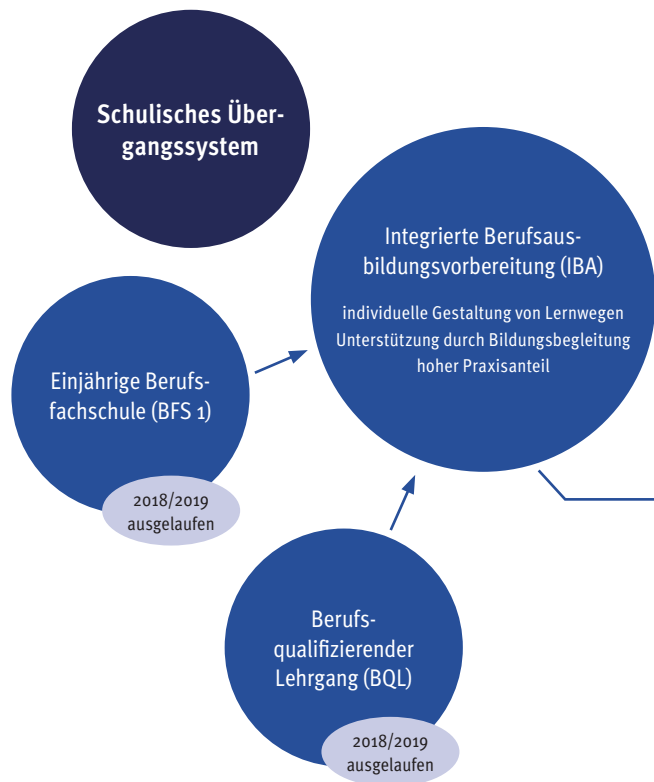 Schulisches Über-
gangssystem
Integrierte Berufsaus-
bildungsvorbereitung (IBA)
individuelle Gestaltung von Lernwegen
Unterstützung durch Bildungsbegleitung
hoher Praxisanteil
Einjährige Berufs-
fachschule (BFS 1)
2018/2019
ausgelaufen
Berufs-
qualifizierender
Lehrgang (BQL)
2018/2019
ausgelaufen